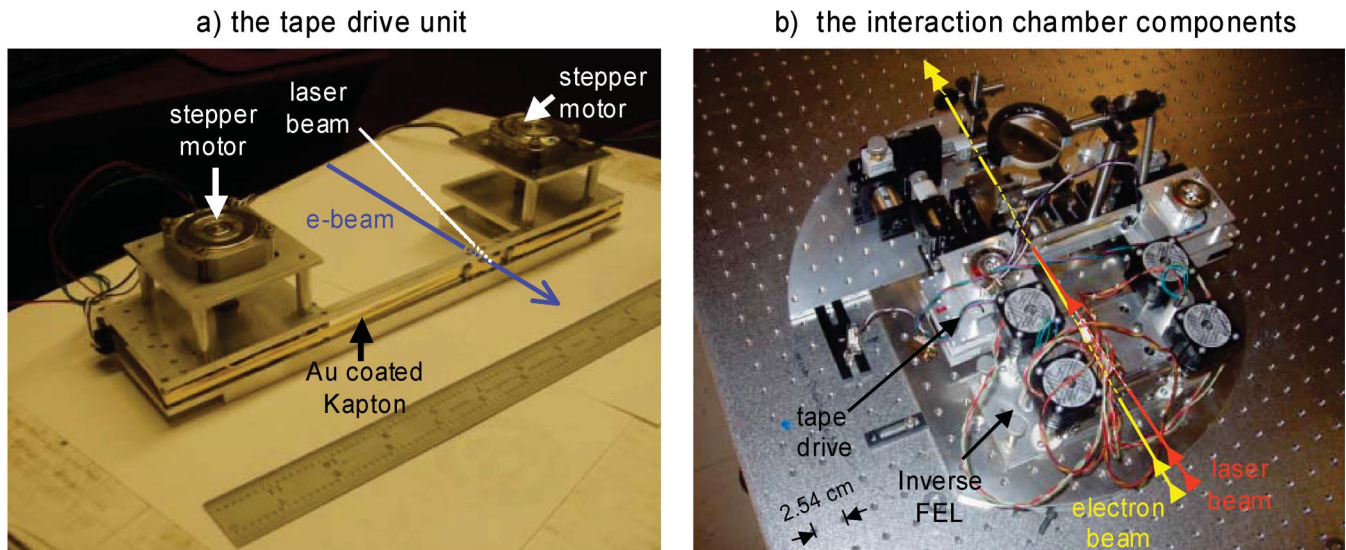 a) the tape drive unit
b) the interaction chamber components
stepper
motor
laser
beam
stepper
motor
e-beam
Au coated
Kapton
tape
drive
Inverse
FEL
2.54 cm
electron
beam
laser
beam